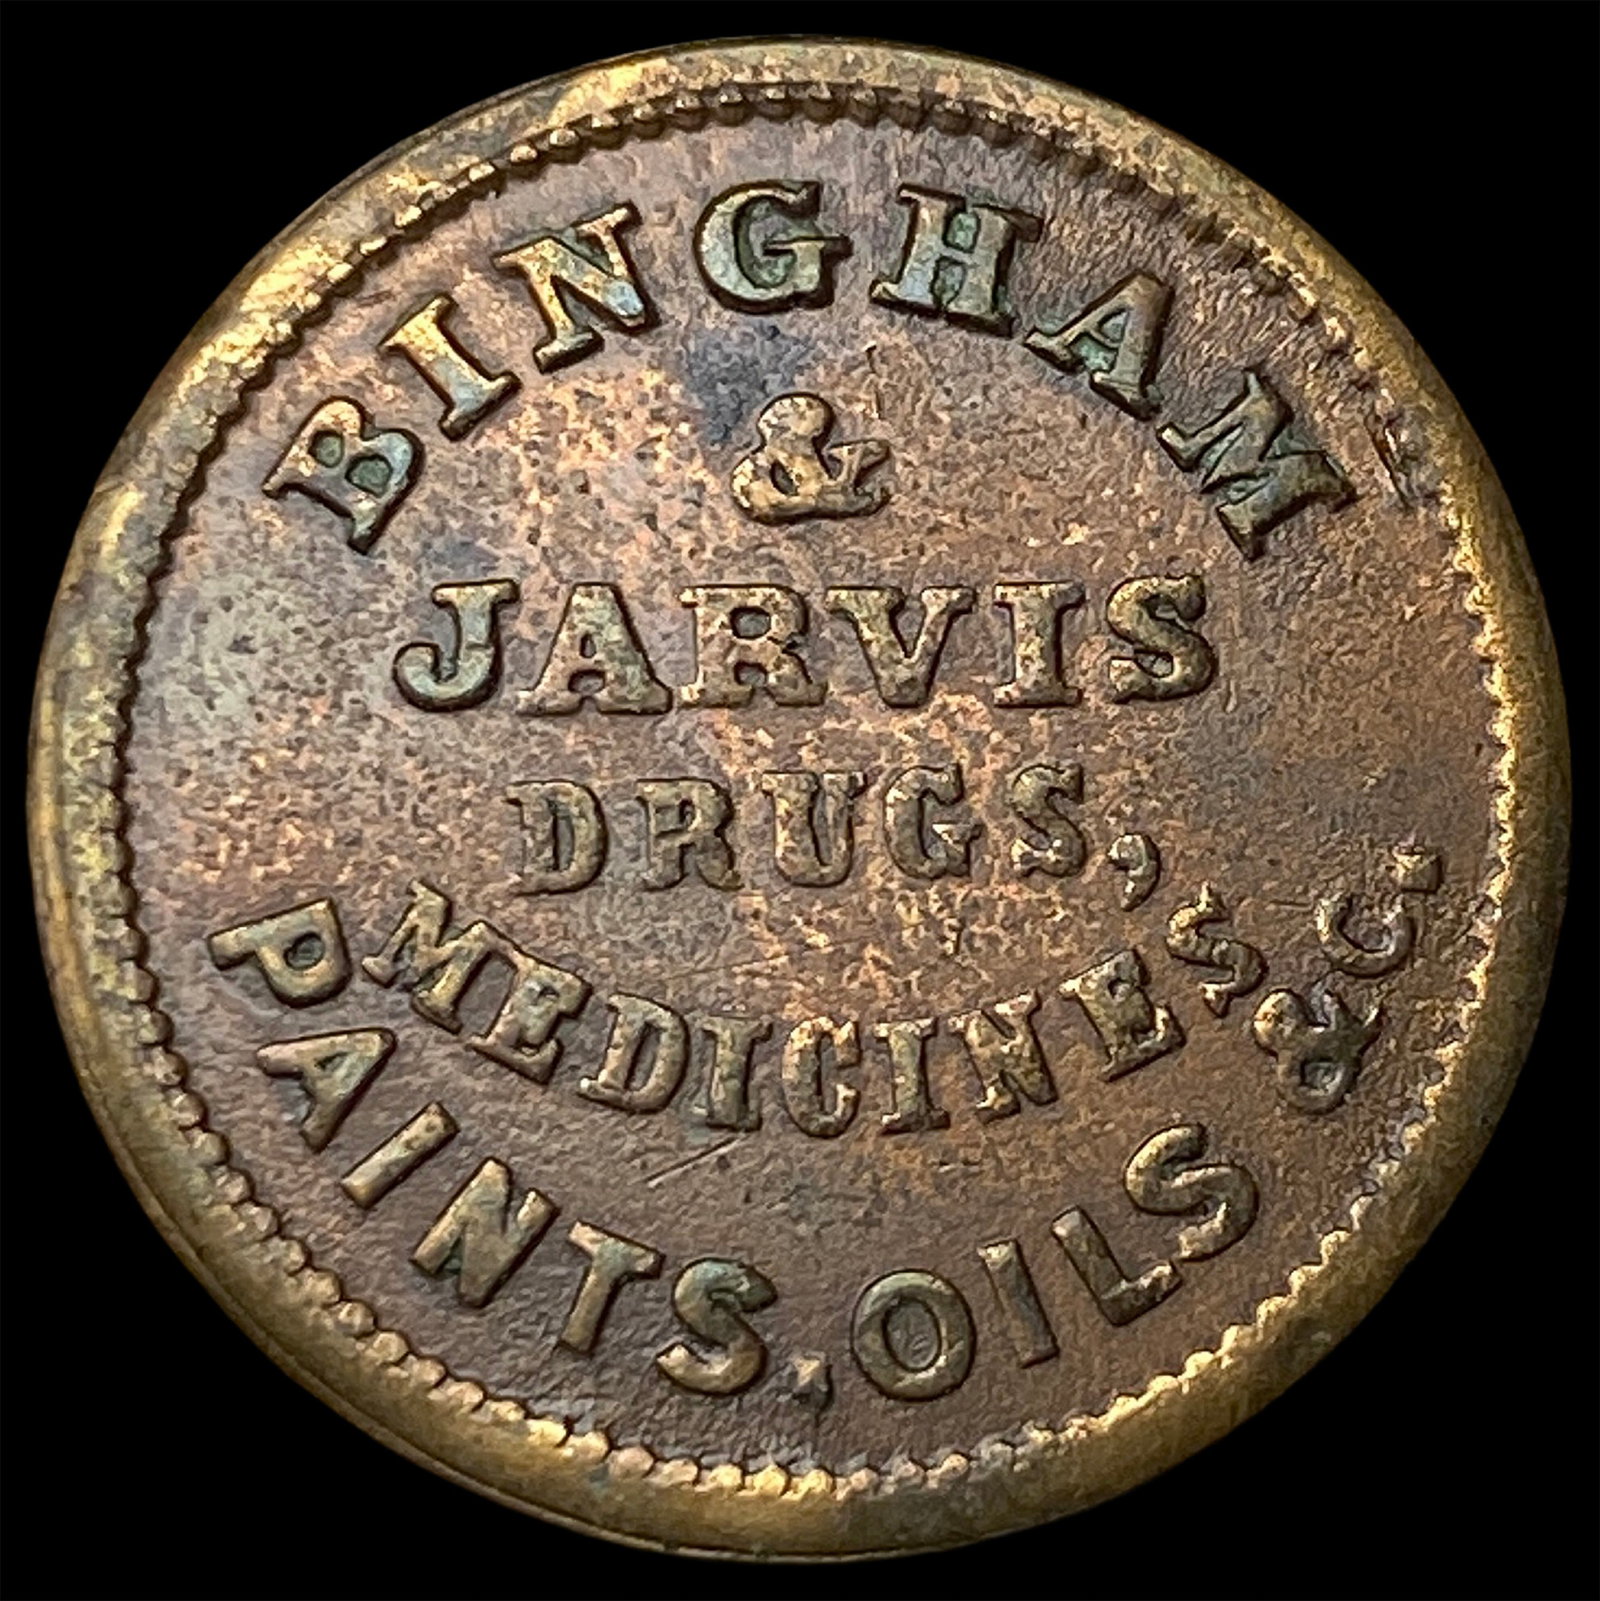 BINGHAM
&
JARVIS
DRUGS,
MEDICINES
PAINTS, OILS &C.